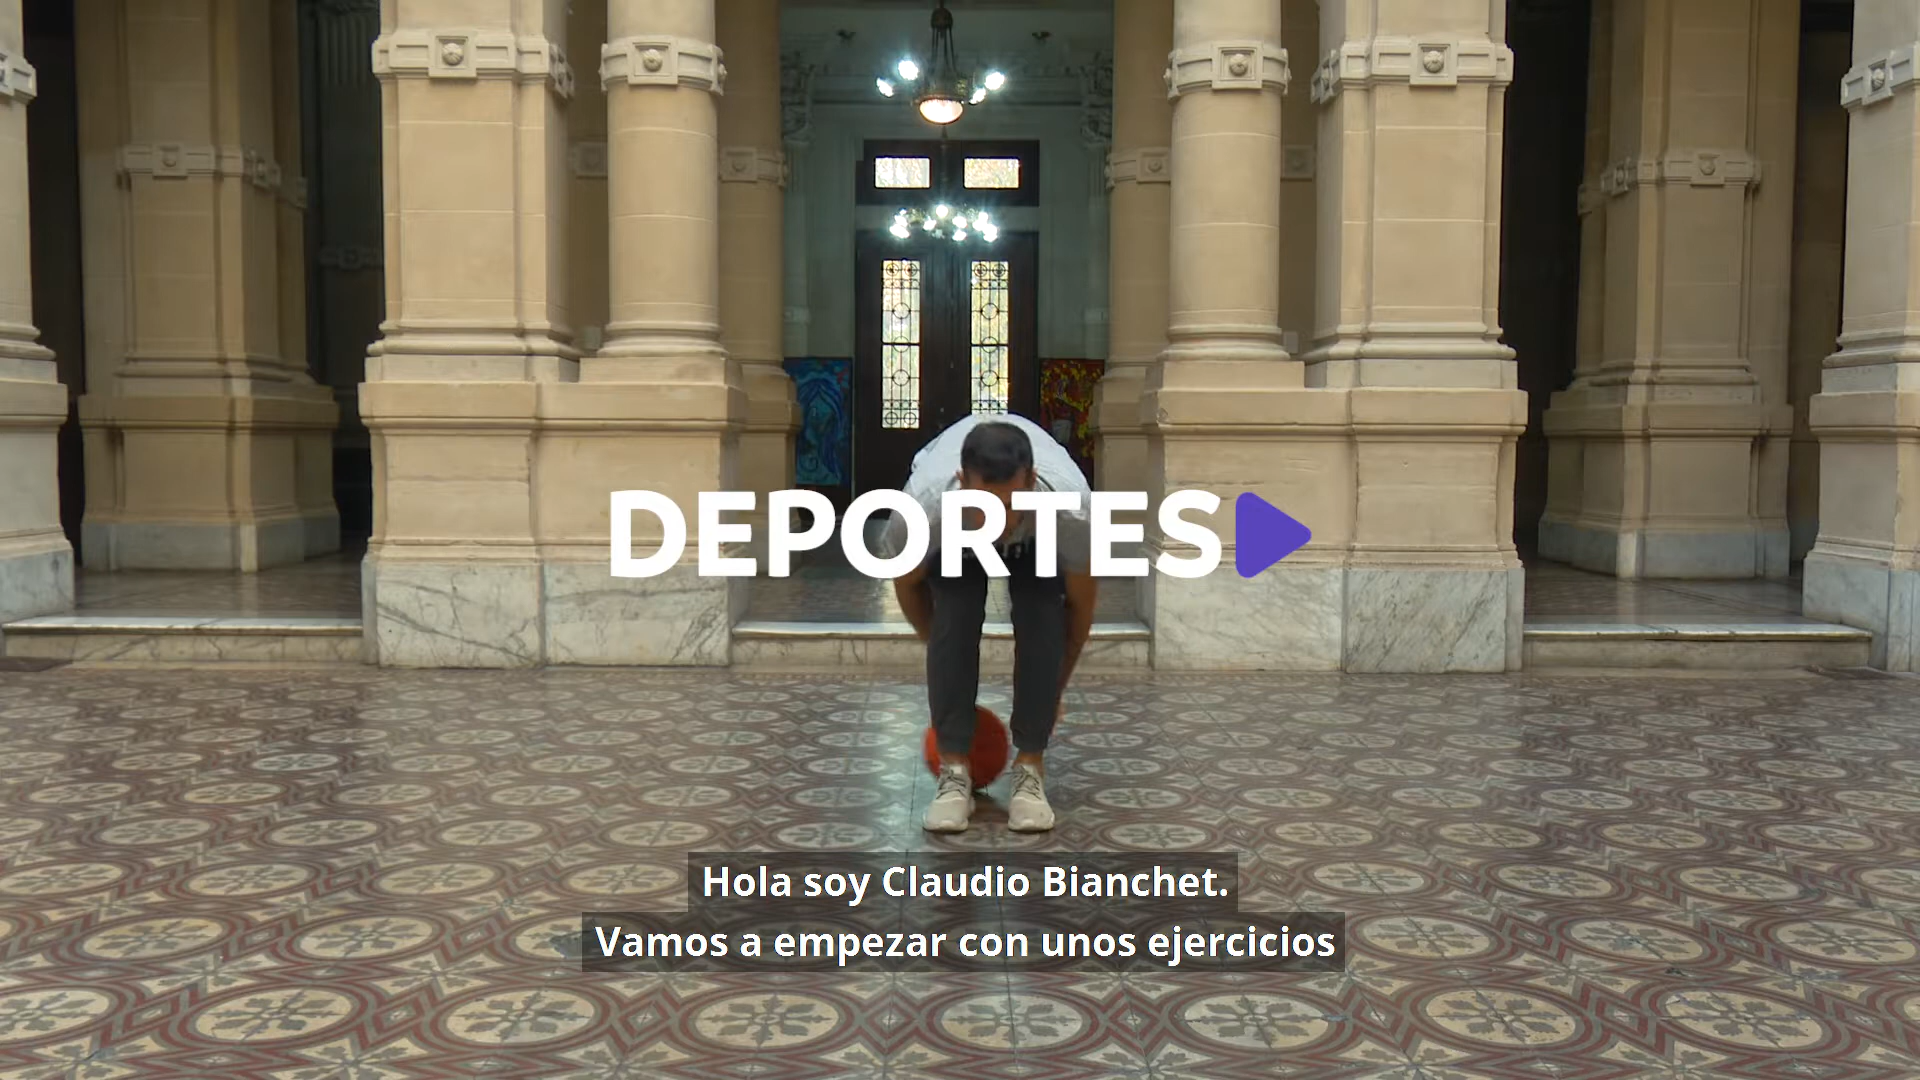 DEPORTES
Hola soy Claudio Bianchet.
Vamos a empezar con unos ejercicios